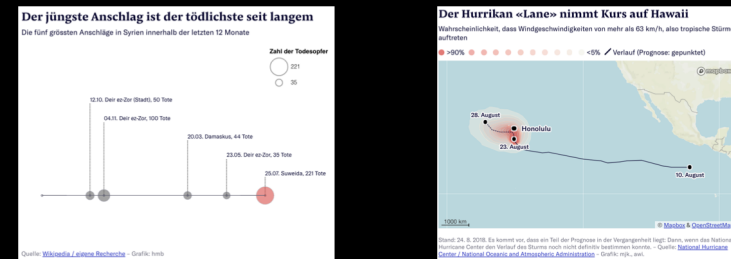 Der jüngste Anschlag ist der tödlichste seit langem
Die fünf grössten Anschläge in Syrien innerhalb der letzten 12 Monate
Zahl der Todesopfer
221
35
12.10. Deir ez-Zor (Stadt), 50 Tote
04.11. Deir ez-Zor, 100 Tote
20.03. Damaskus, 44 Tote
23.05. Deir ez-Zor, 35 Tote
25.07. Suweida, 221 Tote
Quelle: Wikipedia / eigene Recherche – Grafik: hmb
Der Hurrikan «Lane» nimmt Kurs auf Hawaii
Wahrscheinlichkeit, dass Windgeschwindigkeiten von mehr als 63 km/h, also tropische Stürme
auftreten
>90% <5% Verlauf (Prognose: gepunktet)
mapbox
28. August
Honolulu
23. August
10. August
1000 km
© Mapbox & OpenStreetMa
Stand: 24. 8. 2018. Es kommt vor, dass ein Teil der Prognose in der Vergangenheit liegt: Denn, wenn das Nationa
Hurricane Center den Verlauf des Sturms noch nicht definitiv bestimmen konnte. – Quelle: National Hurricane
Center / National Oceanic and Atmospheric Administration – Grafik: mjk., awi.